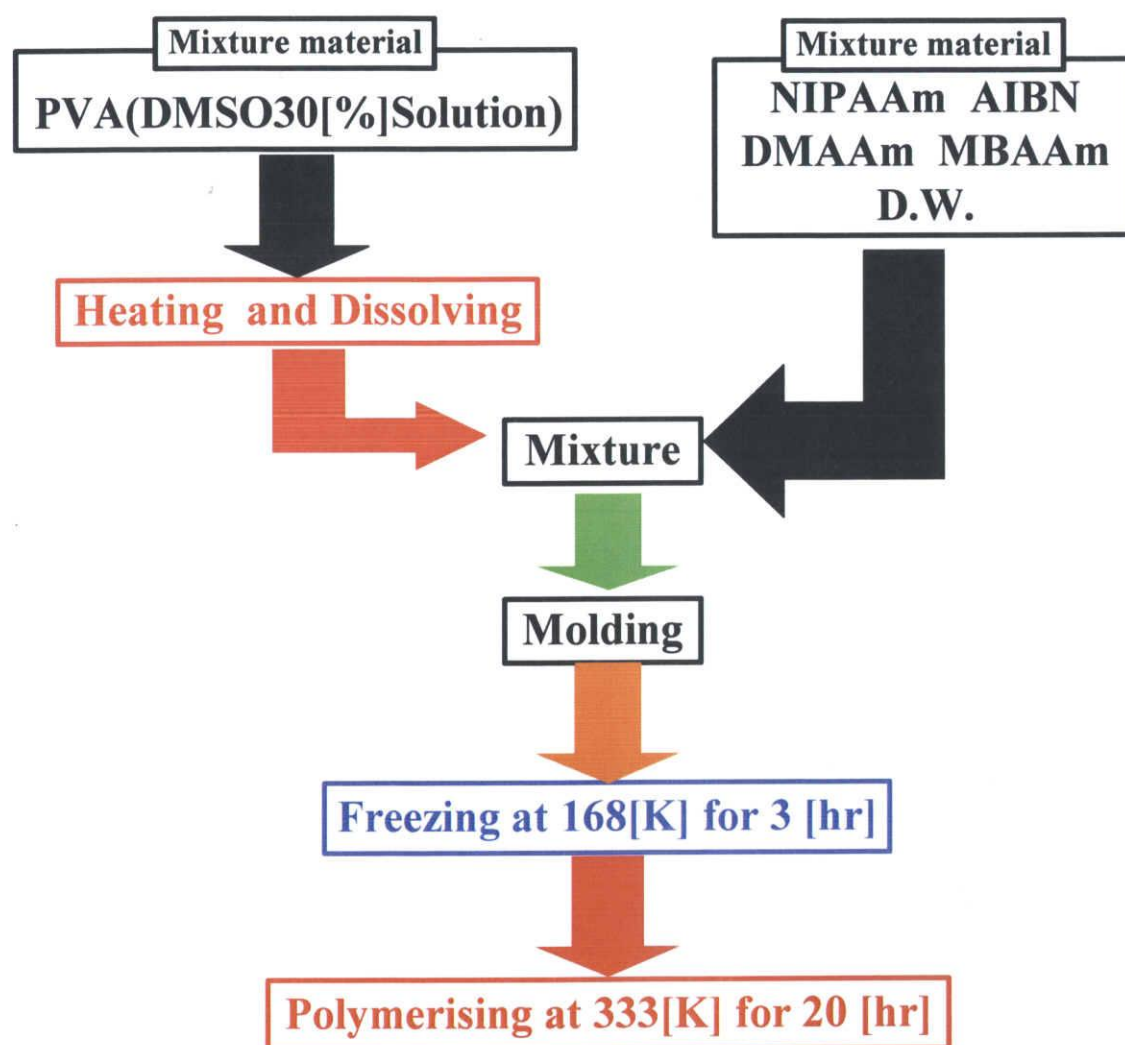 Mixture material
PVA(DMSO30[%]Solution)
Mixture material
NIPAAm AIBN
DMAAm MBAAm
D.W.
Heating and Dissolving
Mixture
Molding
Freezing at 168[K] for 3 [hr]
Polymerising at 333[K] for 20 [hr]